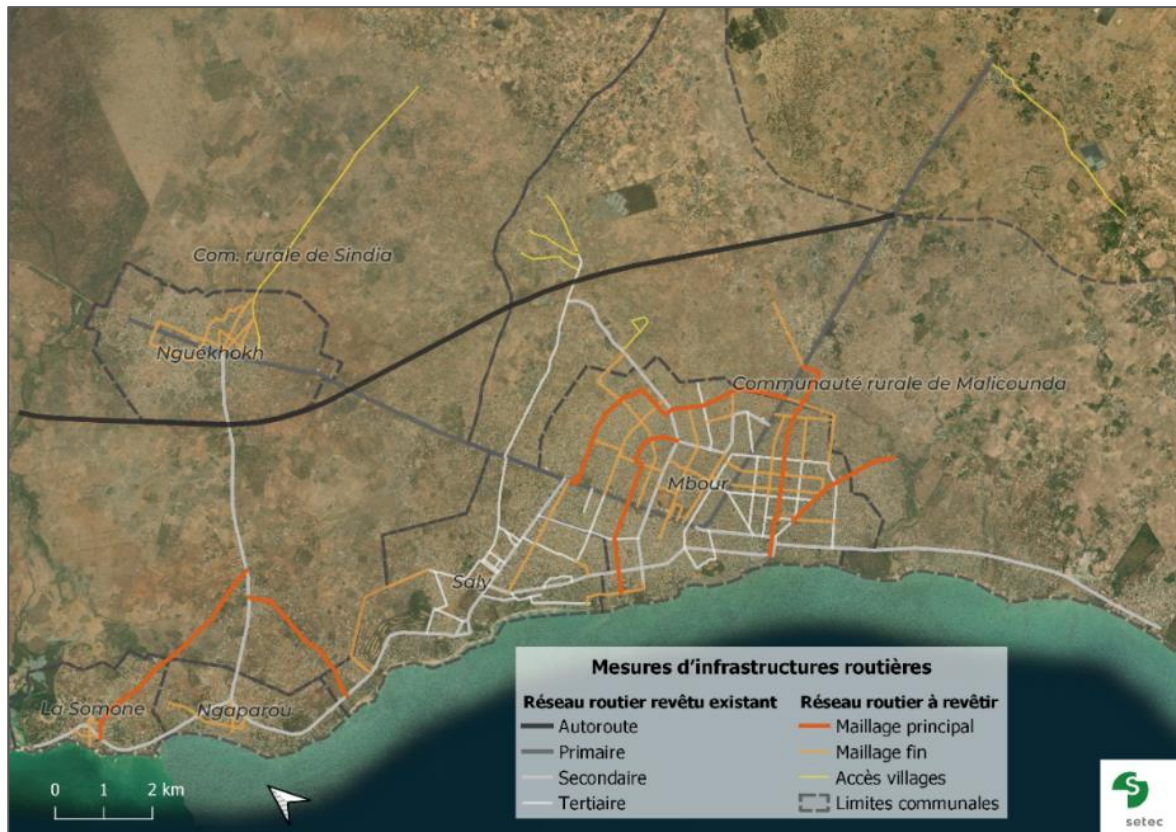 Com. rurale de Sindia
Nguékhokh
Communauté rurale de Malicounda
Mbour
Saly
La Somone
Ngaparou
Mesures d'infrastructures routières
Réseau routier revêtu existant
Autoroute
Primaire
Secondaire
Tertiaire
Réseau routier à revêtir
Maillage principal
Maillage fin
Accès villages
Limites communales
0 1 2 km
S
setec